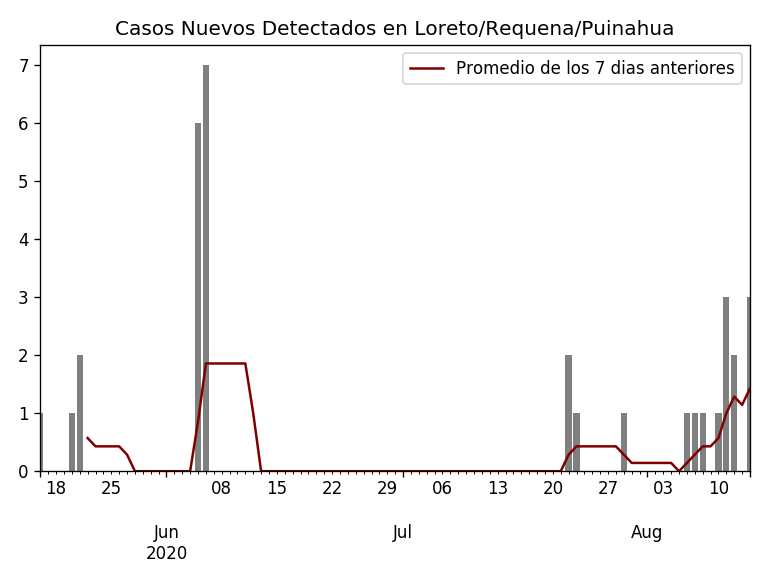 Casos Nuevos Detectados en Loreto/Requena/Puinahua
Promedio de los 7 dias anteriores
7
6
5
4
3
2
1
0
18 25 08 15 22 29 06 13 20 27 03 10
Jun Jul Aug
2020